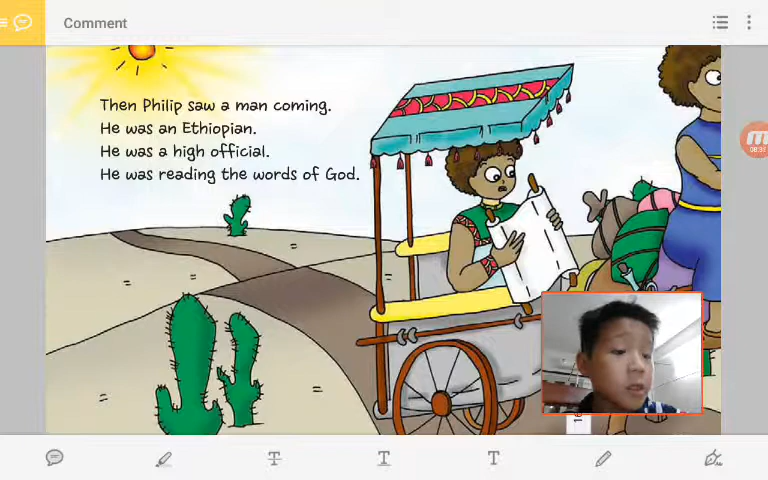 Comment
Then Philip saw a man coming.
He was an Ethiopian.
He was a high official.
He was reading the words of God.
T
T
T